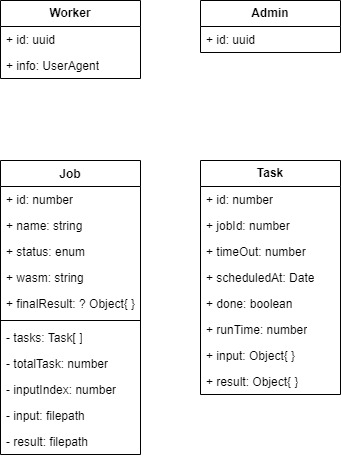 Worker
+ id: uuid
+ info: UserAgent
Admin
+ id: uuid
Job
+ id: number
+ name: string
+ status: enum
+ wasm: string
+ finalResult: ? Object{ }
- tasks: Task[ ]
- totalTask: number
- inputIndex: number
- input: filepath
- result: filepath
Task
+ id: number
+ jobId: number
+ timeOut: number
+ scheduledAt: Date
+ done: boolean
+ runTime: number
+ input: Object{ }
+ result: Object{ }